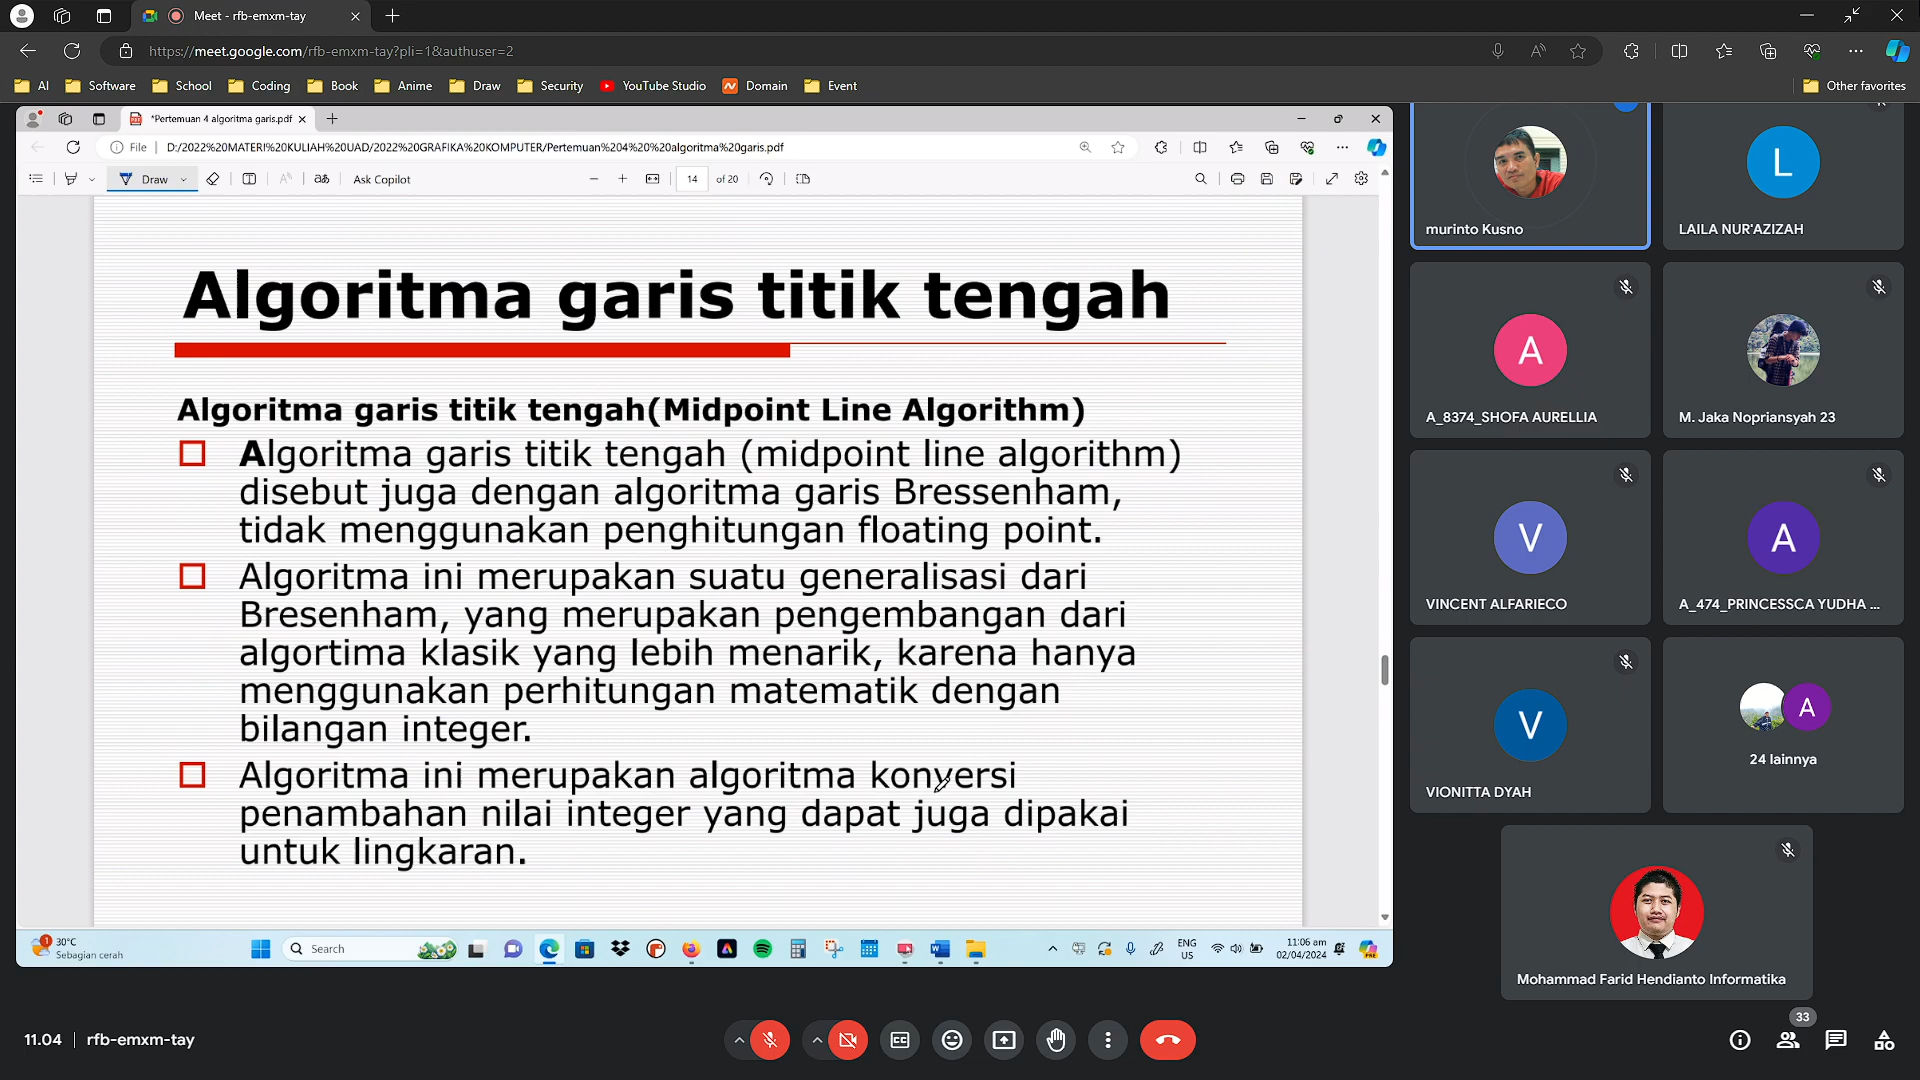 Meet - rfb-emxm-tay
https://meet.google.com/rfb-emxm-tay?pli=1&authuser=2
AI
Software
School
Coding
Book
Anime
Draw
Security
YouTube Studio
Domain
Event
Other favorites
*Pertemuan 4 algoritma garis.pdf
File
D:/2022%20MATERI%20KULIAH%20UAD/2022%20GRAFIKA%20KOMPUTER/Pertemuan%204%20%20algoritma%20garis.pdf
Draw
Ask Copilot
14
of 20
Algoritma garis titik tengah
Algoritma garis titik tengah(Midpoint Line Algorithm)
Algoritma garis titik tengah (midpoint line algorithm)
disebut juga dengan algoritma garis Bressenham,
tidak menggunakan penghitungan floating point.
Algoritma ini merupakan suatu generalisasi dari
Bresenham, yang merupakan pengembangan dari
algortima klasik yang lebih menarik, karena hanya
menggunakan perhitungan matematik dengan
bilangan integer.
Algoritma ini merupakan algoritma konversi
penambahan nilai integer yang dapat juga dipakai
untuk lingkaran.
1
30°C
Sebagian cerah
Search
ENG
US
11:06 am
02/04/2024
murinto Kusno
L
LAILA NUR'AZIZAH
A
A_8374_SHOFA AURELLIA
M. Jaka Nopriansyah 23
V
VINCENT ALFARIECO
A
A_474_PRINCESSCA YUDHA ...
V
VIONITTA DYAH
A
24 lainnya
Mohammad Farid Hendianto Informatika
11.04
rfb-emxm-tay
33